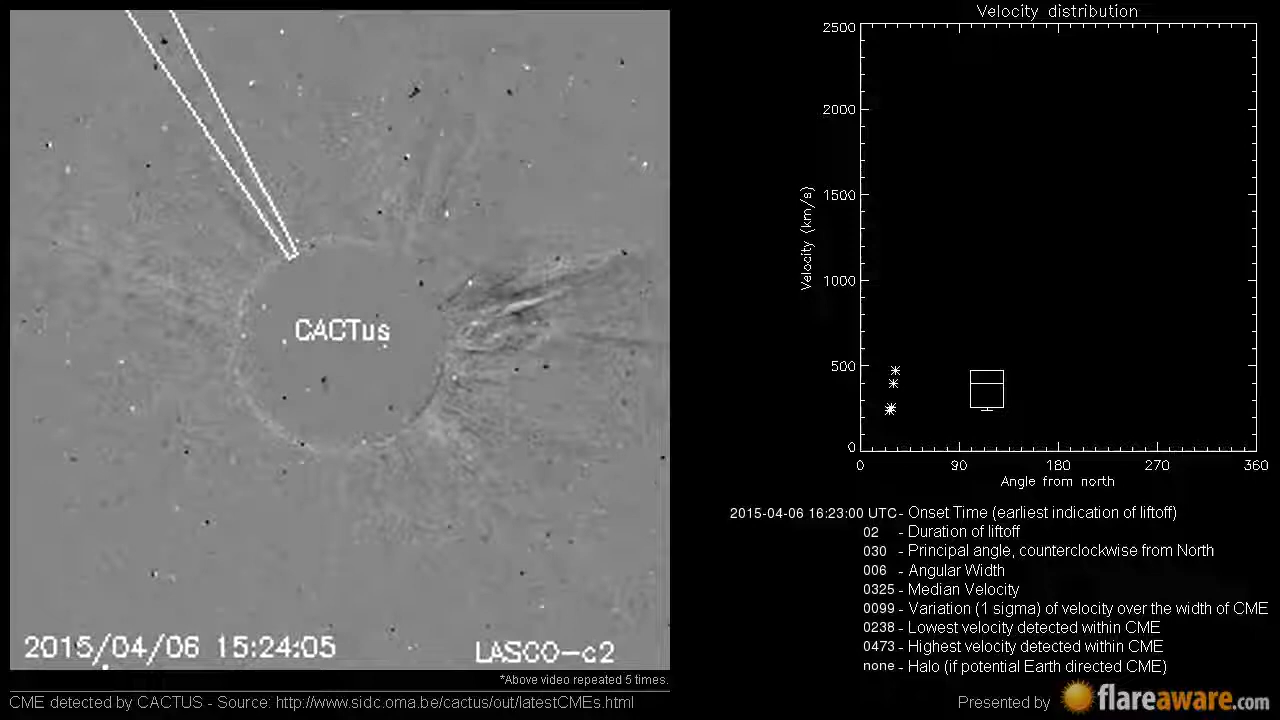 CACTus
2015/04/06 15:24:05
LASCO-c2
*Above video repeated 5 times.
CME detected by CACTUS - Source: http://www.sidc.oma.be/cactus/out/latestCMEs.html
Velocity distribution
2500
2000
1500
1000
500
0
Velocity (km/s)
0 90 180 270 360
Angle from north
2015-04-06 16:23:00 UTC - Onset Time (earliest indication of liftoff)
02 - Duration of liftoff
030 - Principal angle, counterclockwise from North
006 - Angular Width
0325 - Median Velocity
0099 - Variation (1 sigma) of velocity over the width of CME
0238 - Lowest velocity detected within CME
0473 - Highest velocity detected within CME
none - Halo (if potential Earth directed CME)
Presented by flareaware.com